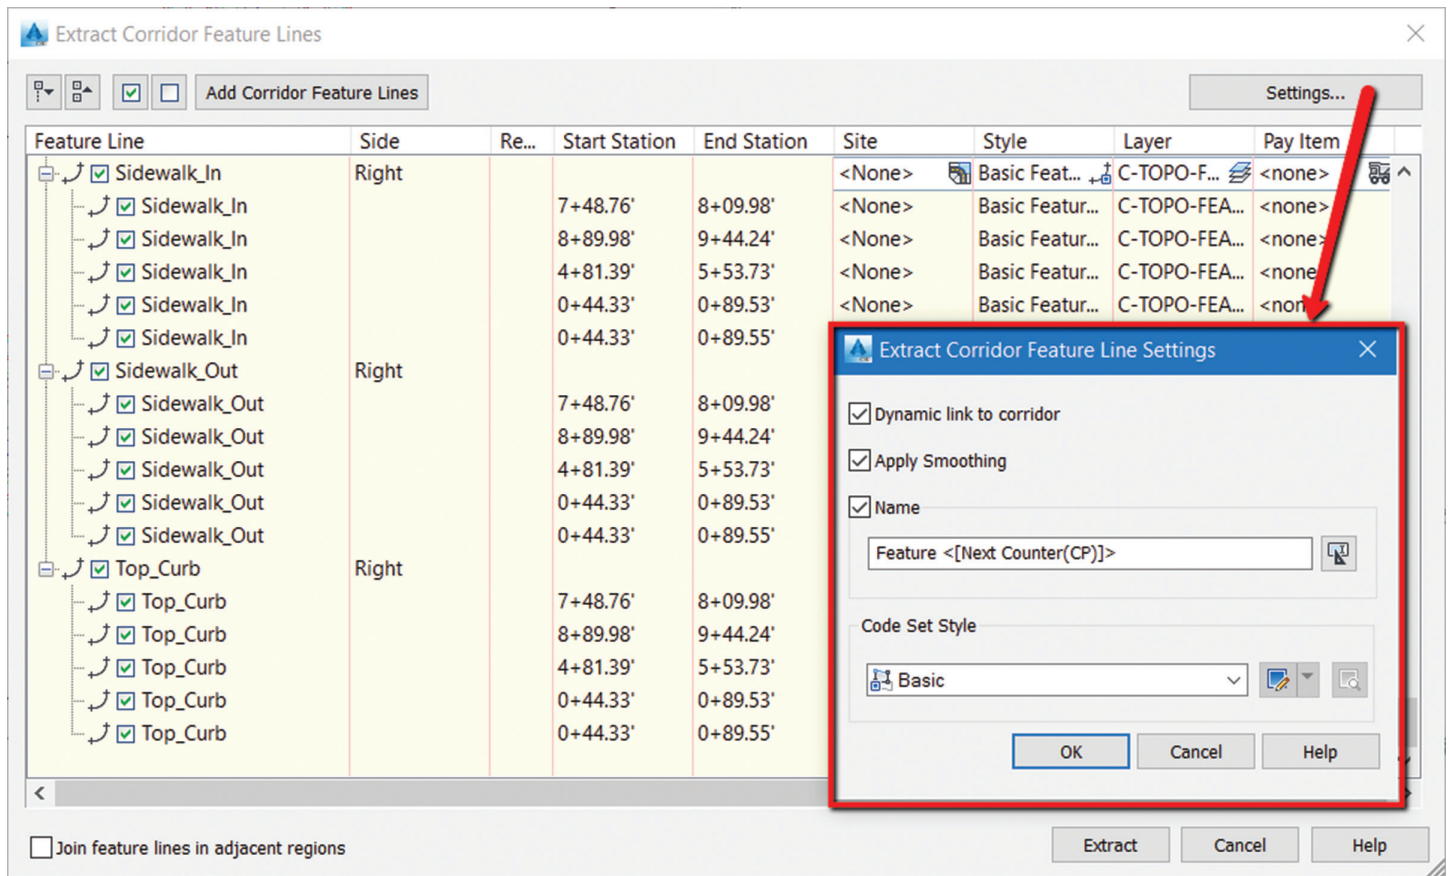 Extract Corridor Feature Lines
Add Corridor Feature Lines
Settings...
Feature Line Side Re... Start Station End Station Site Style Layer Pay Item
Sidewalk_In Right <None> Basic Feat... C-TOPO-F... <none>
Sidewalk_In 7+48.76' 8+09.98' <None> Basic Featur... C-TOPO-FEA... <none>
Sidewalk_In 8+89.98' 9+44.24' <None> Basic Featur... C-TOPO-FEA... <none>
Sidewalk_In 4+81.39' 5+53.73' <None> Basic Featur... C-TOPO-FEA... <none
Sidewalk_In 0+44.33' 0+89.53' <None> Basic Featur... C-TOPO-FEA... <non
Sidewalk_In 0+44.33' 0+89.55'
Sidewalk_Out Right
Sidewalk_Out 7+48.76' 8+09.98'
Sidewalk_Out 8+89.98' 9+44.24'
Sidewalk_Out 4+81.39' 5+53.73'
Sidewalk_Out 0+44.33' 0+89.53'
Sidewalk_Out 0+44.33' 0+89.55'
Top_Curb Right
Top_Curb 7+48.76' 8+09.98'
Top_Curb 8+89.98' 9+44.24'
Top_Curb 4+81.39' 5+53.73'
Top_Curb 0+44.33' 0+89.53'
Top_Curb 0+44.33' 0+89.55'
Extract Corridor Feature Line Settings
Dynamic link to corridor
Apply Smoothing
Name
Feature <[Next Counter(CP)]>
Code Set Style
Basic
OK Cancel Help
Join feature lines in adjacent regions
Extract Cancel Help